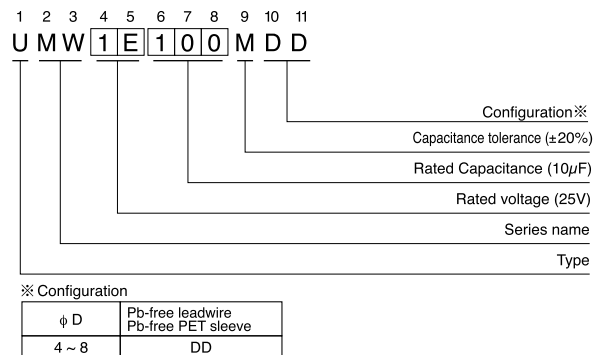 1 2 3 4 5 6 7 8 9 10 11
U M W 1 E 1 0 0 M D D
Configuration※
Capacitance tolerance (±20%)
Rated Capacitance (10µF)
Rated voltage (25V)
Series name
Type
※ Configuration
ϕ D
Pb-free leadwire
Pb-free PET sleeve
4 ~ 8
DD